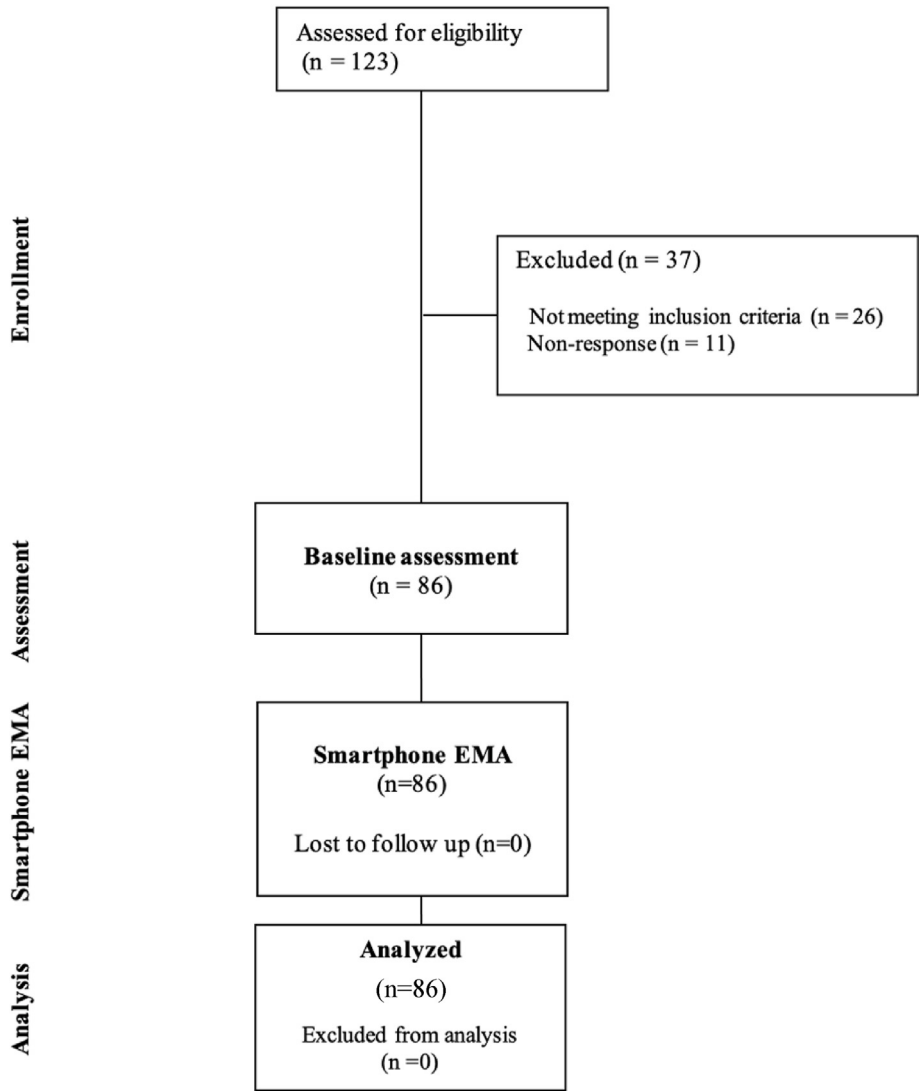 Assessed for eligibility
(n = 123)
Enrollment
Excluded (n = 37)
Not meeting inclusion criteria (n = 26)
Non-response (n = 11)
Assessment
Baseline assessment
(n = 86)
Smartphone EMA
Smartphone EMA
(n=86)
Lost to follow up (n=0)
Analysis
Analyzed
(n=86)
Excluded from analysis
(n =0)